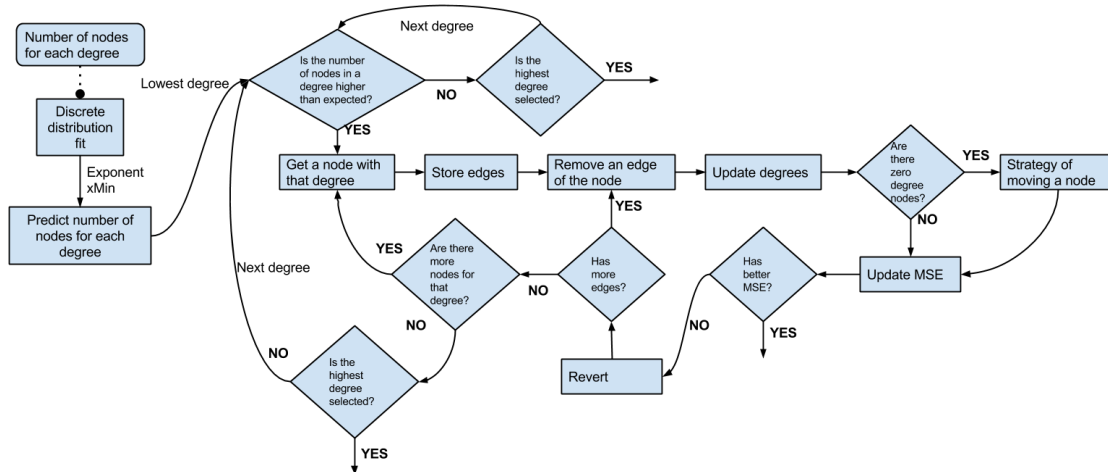 Number of nodes
for each degree
Discrete
distribution
fit
Exponent
xMin
Predict number of
nodes for each
degree
Lowest degree
Next degree
Is the number
of nodes in a
degree higher
than expected?
NO
YES
Is the
highest
degree
selected?
YES
Get a node with
that degree
Store edges
Remove an edge
of the node
Update degrees
Are
there
zero
degree
nodes?
YES
NO
Strategy of
moving a node
Update MSE
Has
better
MSE?
YES
NO
Revert
Has
more
edges?
YES
NO
Are there
more
nodes for
that
degree?
YES
NO
Is the
highest
degree
selected?
NO
Next degree
YES